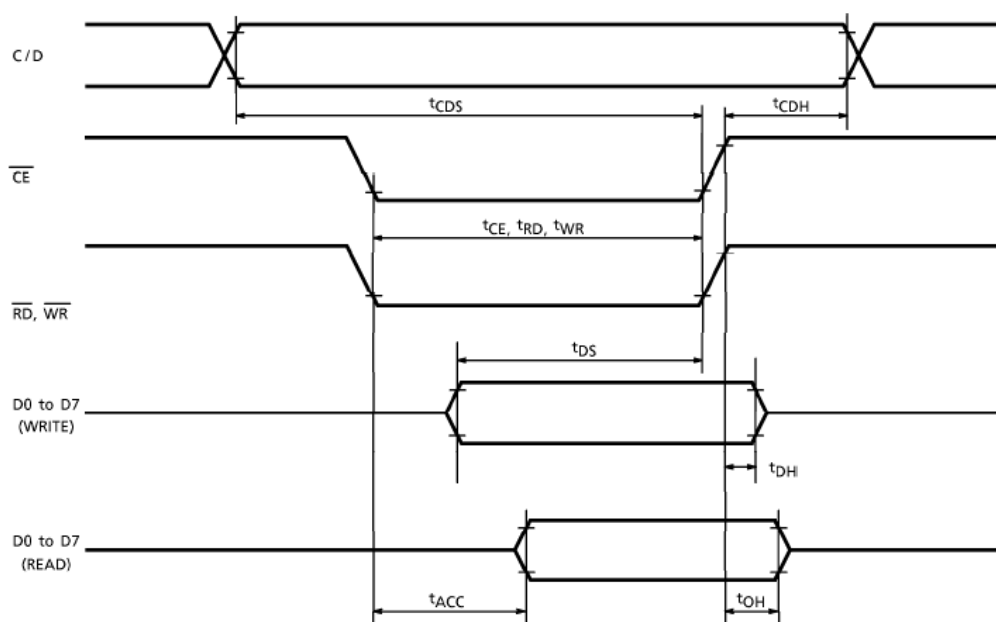 C/D
tCDS
tCDH
CE
tCE, tRD, tWR
RD, WR
tDS
D0 to D7
(WRITE)
tDH
D0 to D7
(READ)
tACC
tOH